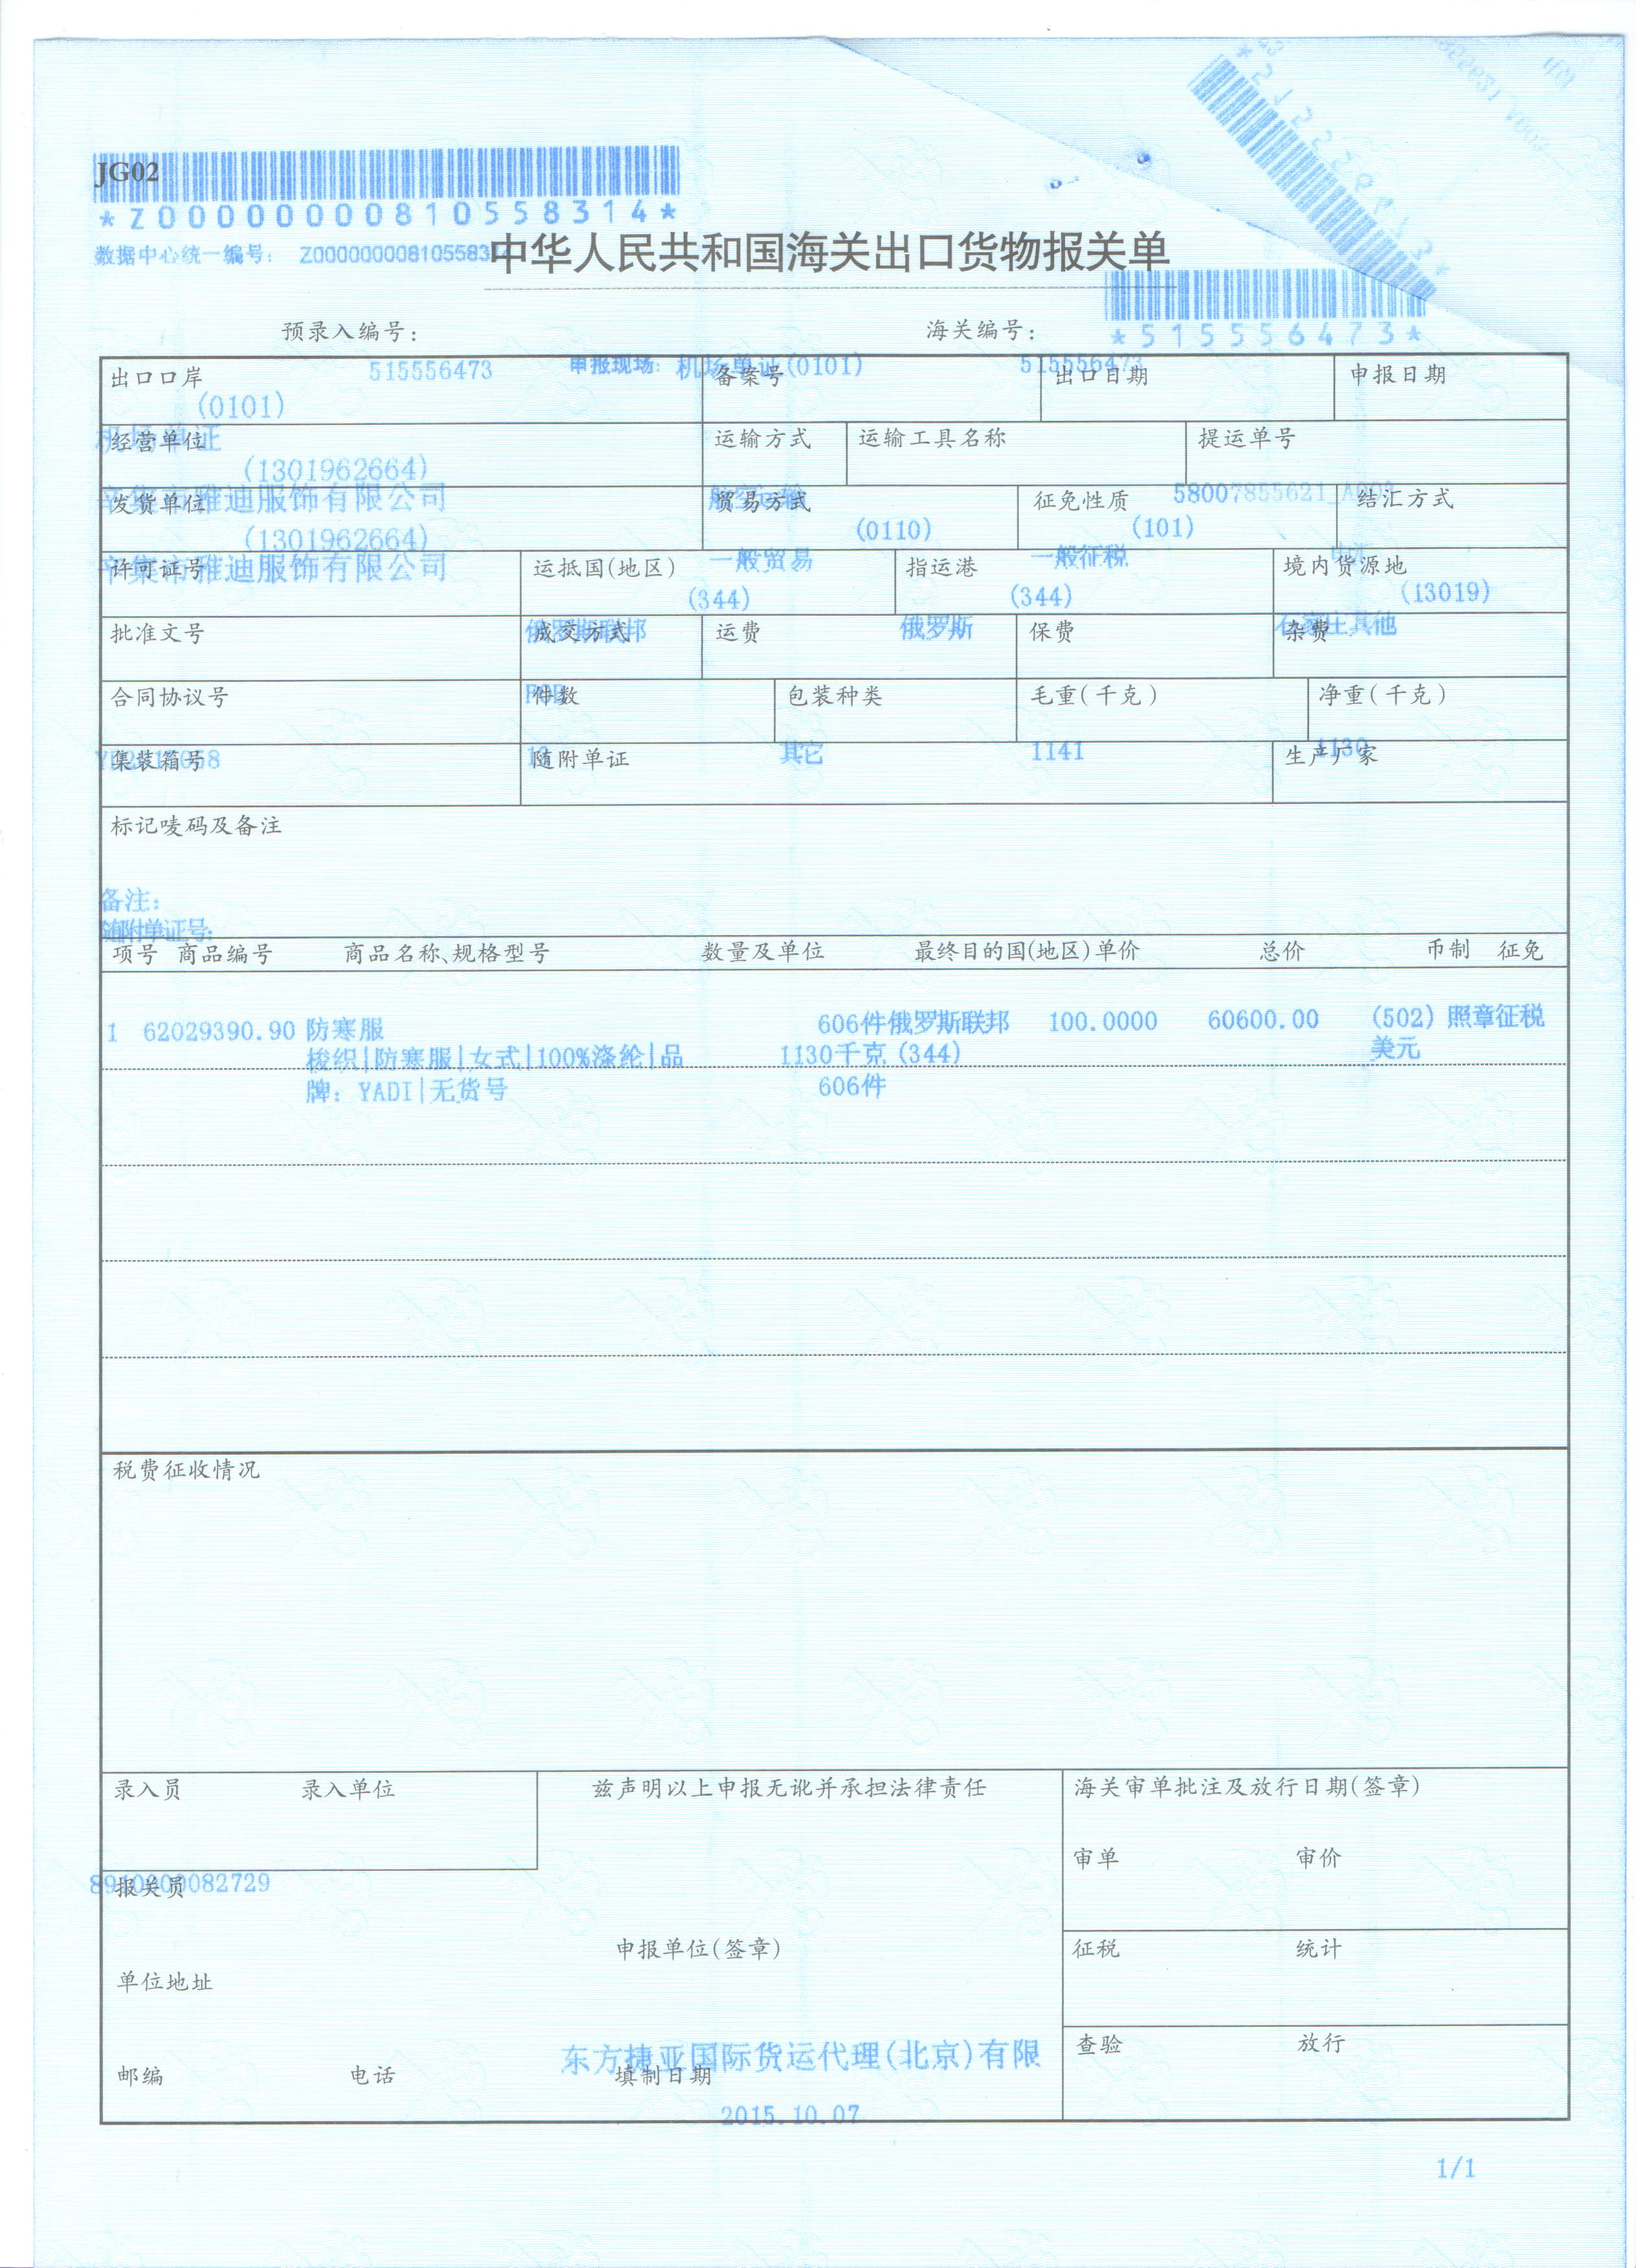 JG02
*Z0000000081055８314*
数据中心统一编号: Z000000008105583
中华人民共和国海关出口货物报关单
*515556473*
预录入编号: 海关编号:
515556473 申报现场: 机场单证(0101) 515556473
出口口岸 备案号 出口日期 申报日期
(0101)
机场单证
经营单位 运输方式 运输工具名称 提运单号
(1301962664)
辛集市雅迪服饰有限公司 航空运输 58007855621
发货单位 贸易方式 征免性质 结汇方式
(1301962664) (0110) (101)
辛集市雅迪服饰有限公司 一般贸易 一般征税
许可证号 运抵国(地区) 指运港 境内货源地
(344) (344) (13019)
俄罗斯联邦 俄罗斯 石家庄其他
批准文号 成交方式 运费 保费 杂费
FOB
合同协议号 件数 包装种类 毛重(千克) 净重(千克)
其它 1141 1130
集装箱号 随附单证 生产厂家
标记唛码及备注
备注:
随附单证号:
项号 商品编号 商品名称、规格型号 数量及单位 最终目的国(地区)单价 总价 币制 征免
1 62029390.90 防寒服 606件俄罗斯联邦 100.0000 60600.00 (502) 照章征税
梭织|防寒服|女式|100%涤纶|品 1130千克 (344) 美元
牌: YADI|无货号 606件
税费征收情况
录入员 录入单位 兹声明以上申报无讹并承担法律责任 海关审单批注及放行日期(签章)
审单 审价
报关员
申报单位(签章) 征税 统计
单位地址
东方捷亚国际货运代理(北京)有限 查验 放行
邮编 电话 填制日期
2015.10.07
1/1